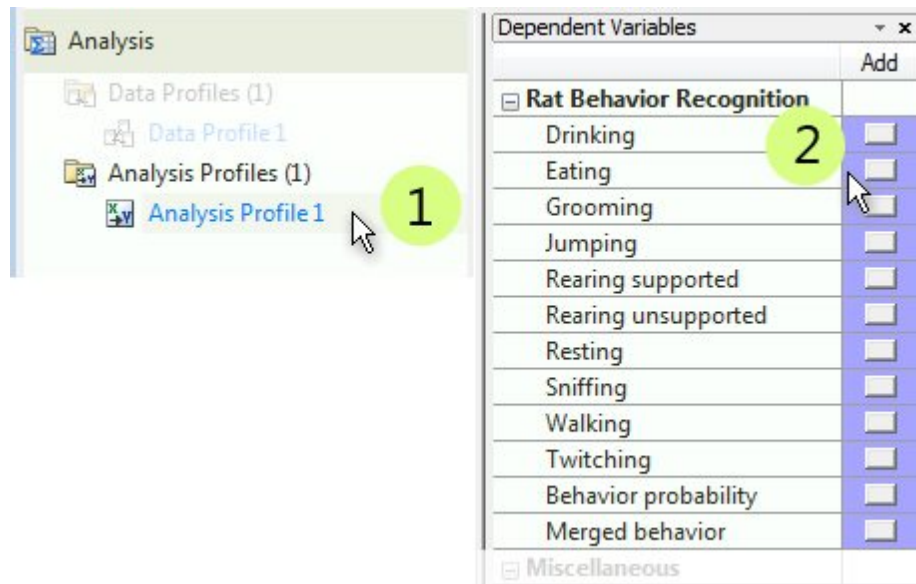 Analysis
Data Profiles (1)
Data Profile 1
Analysis Profiles (1)
Analysis Profile 1
1
Dependent Variables
Add
Rat Behavior Recognition
Drinking
2
Eating
Grooming
Jumping
Rearing supported
Rearing unsupported
Resting
Sniffing
Walking
Twitching
Behavior probability
Merged behavior
Miscellaneous